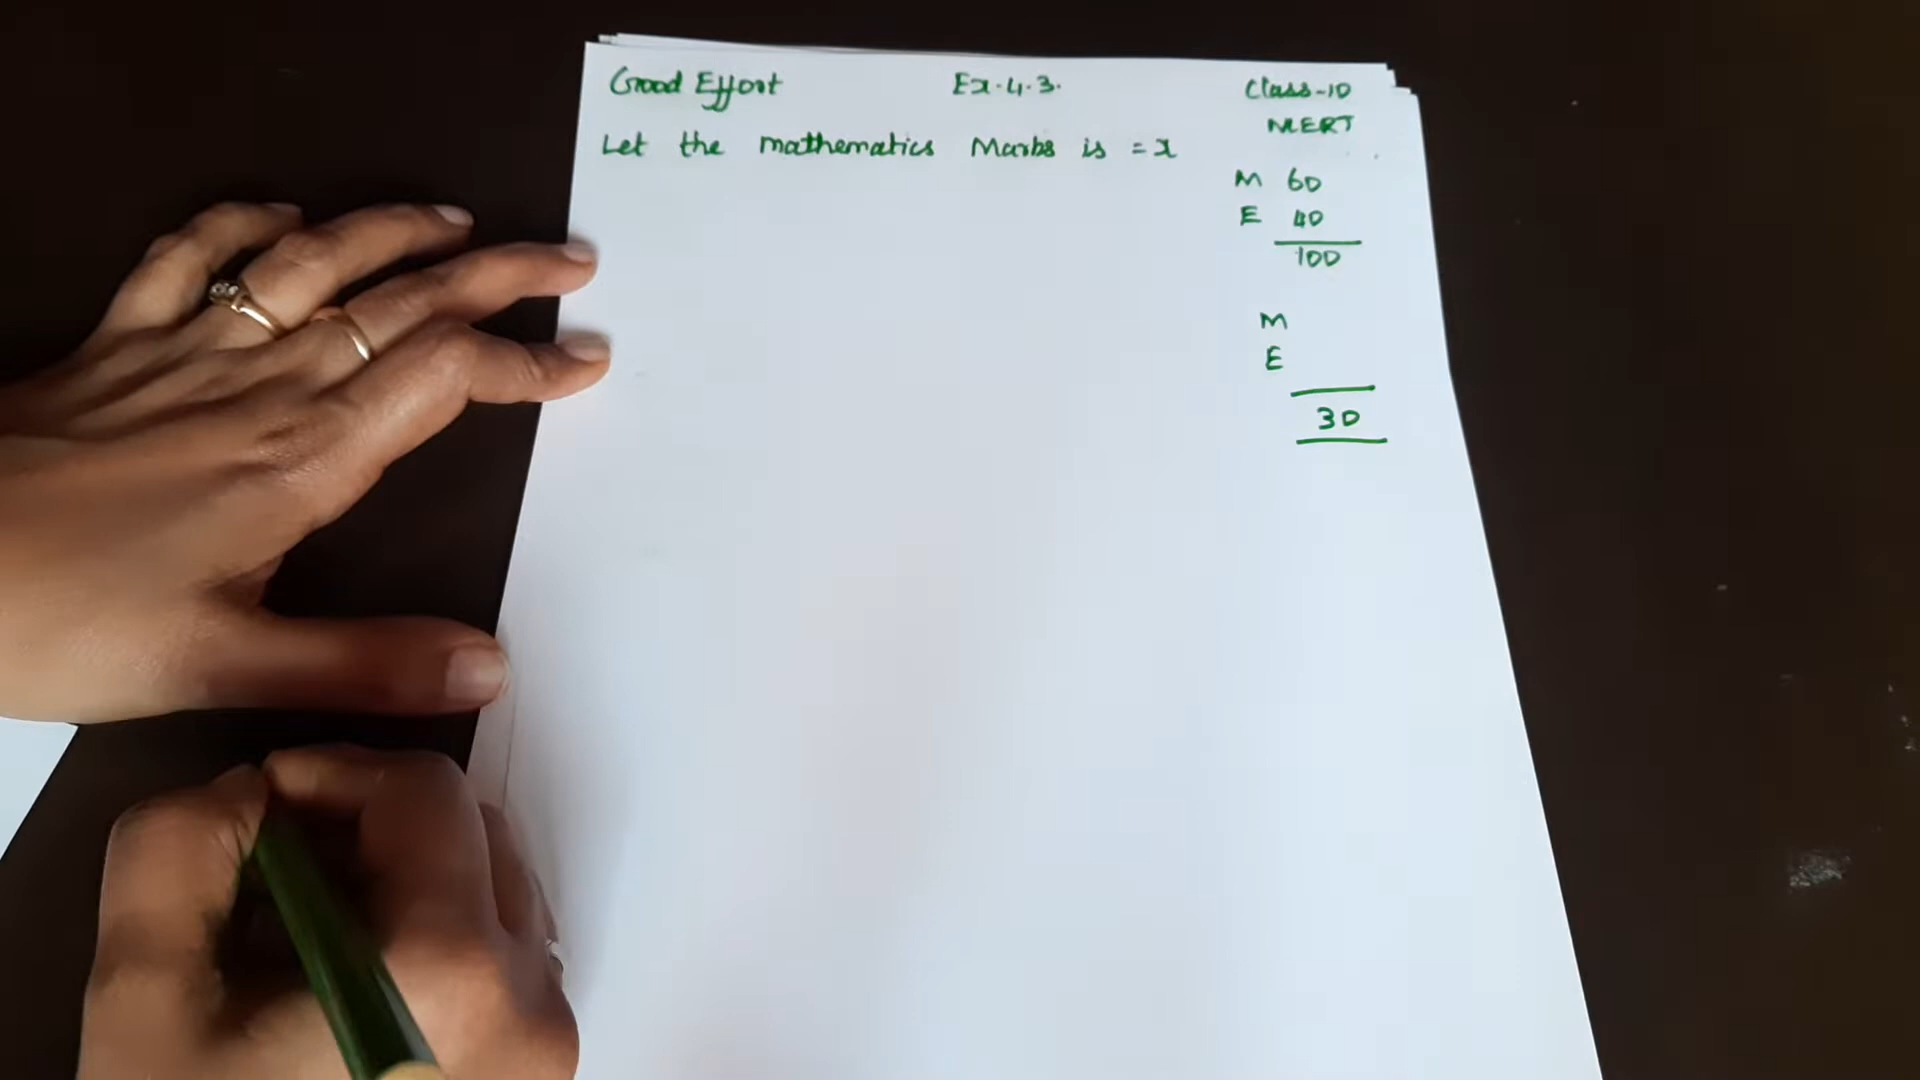 Good Effort Ex.4.3. Class-10
NCERT
Let the mathematics Marks is = x
M 60
E 40
100
M
E
30